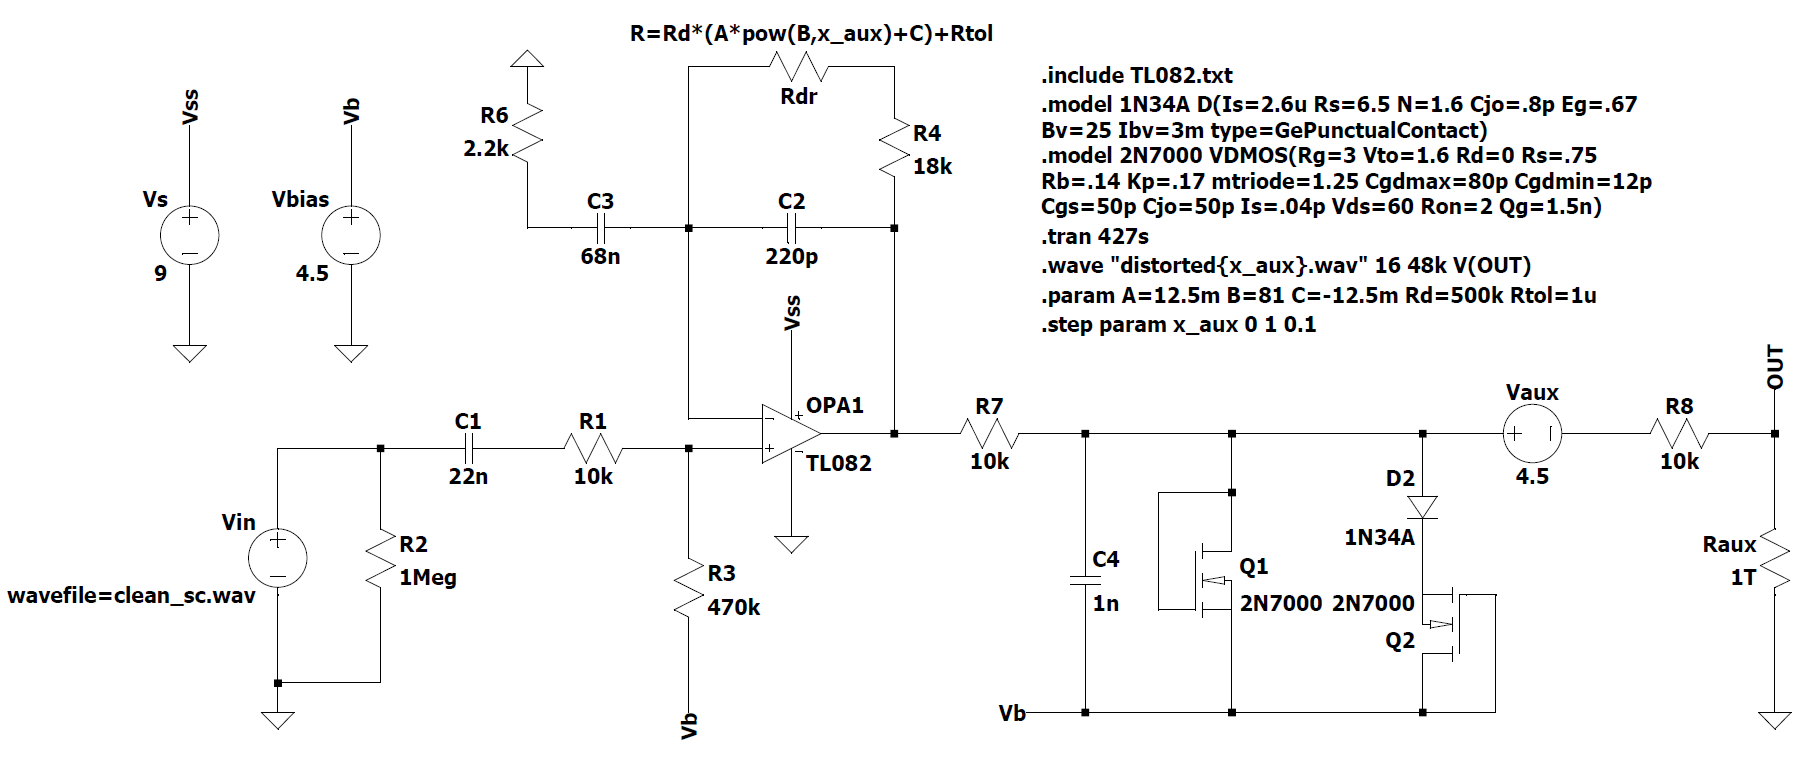 R=Rd*(A*pow(B,x_aux)+C)+Rtol
Rdr
.include TL082.txt
.model 1N34A D(Is=2.6u Rs=6.5 N=1.6 Cjo=.8p Eg=.67
Bv=25 Ibv=3m type=GePunctualContact)
.model 2N7000 VDMOS(Rg=3 Vto=1.6 Rd=0 Rs=.75
Rb=.14 Kp=.17 mtriode=1.25 Cgdmax=80p Cgdmin=12p
Cgs=50p Cjo=50p Is=.04p Vds=60 Ron=2 Qg=1.5n)
.tran 427s
.wave "distorted{x_aux}.wav" 16 48k V(OUT)
.param A=12.5m B=81 C=-12.5m Rd=500k Rtol=1u
.step param x_aux 0 1 0.1
Vss
Vb
R6
2.2k
R4
18k
Vs
9
Vbias
4.5
C3
68n
C2
220p
Vss
OPA1
TL082
C1
22n
R1
10k
R7
10k
Vaux
4.5
R8
10k
OUT
Vin
wavefile=clean_sc.wav
R2
1Meg
R3
470k
Vb
C4
1n
Q1
2N7000
D2
1N34A
2N7000
Q2
Raux
1T
Vb